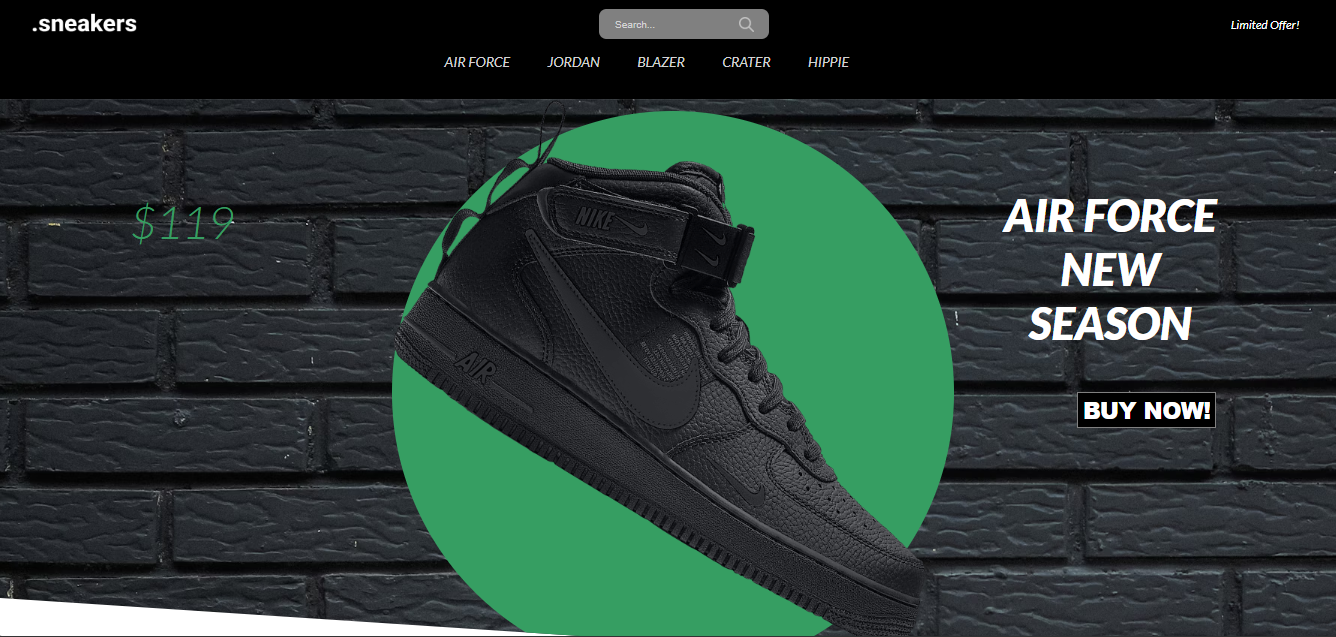 .sneakers
Search...
Limited Offer!
AIR FORCE JORDAN BLAZER CRATER HIPPIE
$119
AIR FORCE
NEW
SEASON
BUY NOW!
NIKE
AIR